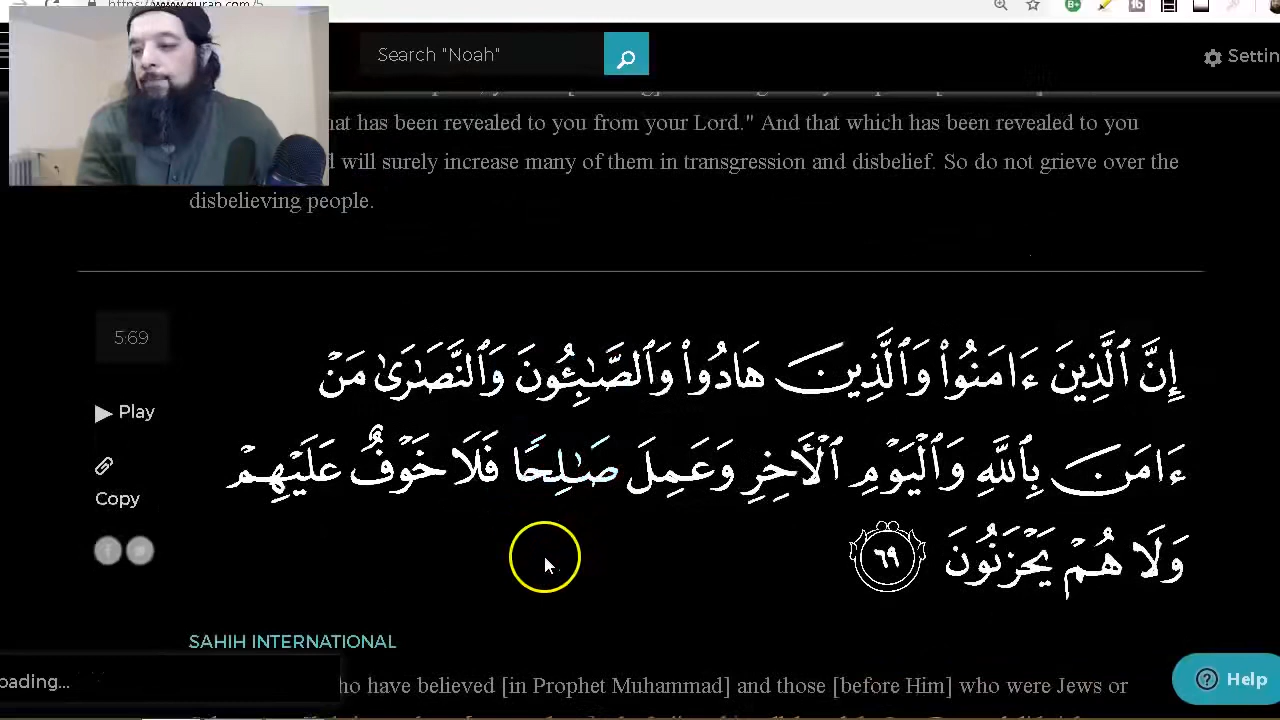 https://www.quran.com/5
Search "Noah"
hat has been revealed to you from your Lord." And that which has been revealed to you
will surely increase many of them in transgression and disbelief. So do not grieve over the
disbelieving people.
5:69
إِنَّ ٱلَّذِينَ ءَامَنُوا۟ وَٱلَّذِينَ هَادُوا۟ وَٱلصَّـٰبِـُٔونَ وَٱلنَّصَـٰرَىٰ مَنْ
ءَامَنَ بِٱللَّهِ وَٱلْيَوْمِ ٱلْـَٔاخِرِ وَعَمِلَ صَـٰلِحًا فَلَا خَوْفٌ عَلَيْهِمْ
وَلَا هُمْ يَحْزَنُونَ ٦٩
Play
Copy
SAHIH INTERNATIONAL
ho have believed [in Prophet Muhammad] and those [before Him] who were Jews or
oading...
Settin
Help